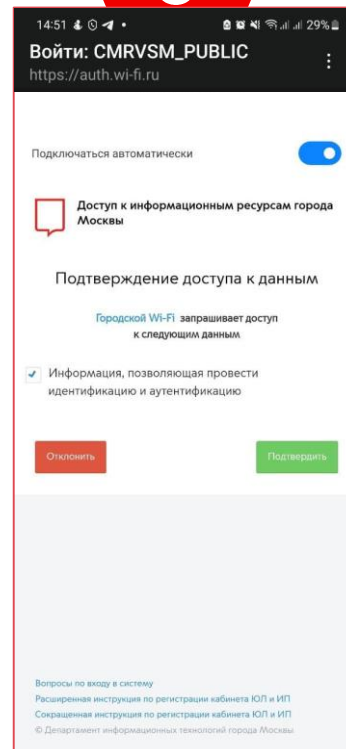 14:51 29%
Войти: CMRVSM_PUBLIC
https://auth.wi-fi.ru
Подключаться автоматически
Доступ к информационным ресурсам города
Москвы
Подтверждение доступа к данным
Городской Wi-Fi запрашивает доступ
к следующим данным
Информация, позволяющая провести
идентификацию и аутентификацию
Отклонить
Подтвердить
Вопросы по входу в систему
Расширенная инструкция по регистрации кабинета ЮЛ и ИП
Сокращенная инструкция по регистрации кабинета ЮЛ и ИП
© Департамент информационных технологий города Москвы